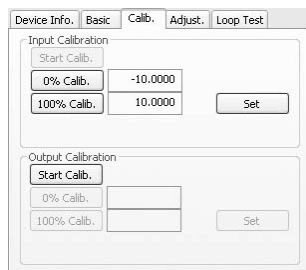 Device Info. Basic Calib. Adjust. Loop Test
Input Calibration
Start Calib.
0% Calib. -10.0000
100% Calib. 10.0000 Set
Output Calibration
Start Calib.
0% Calib.
100% Calib. Set